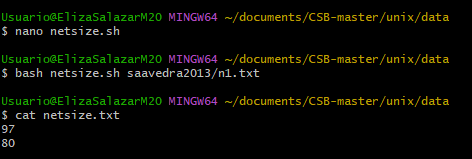 Usuario@ElizaSalazarM20 MINGW64 ~/documents/CSB-master/unix/data
$ nano netsize.sh
Usuario@ElizaSalazarM20 MINGW64 ~/documents/CSB-master/unix/data
$ bash netsize.sh saavedra2013/n1.txt
Usuario@ElizaSalazarM20 MINGW64 ~/documents/CSB-master/unix/data
$ cat netsize.txt
97
80